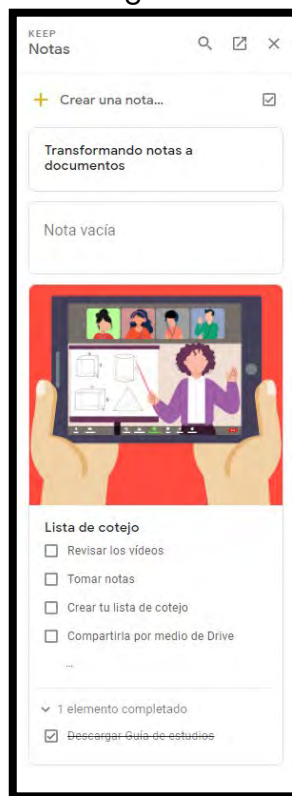 KEEP
Notas
Crear una nota...
Transformando notas a
documentos
Nota vacía
Lista de cotejo
Revisar los vídeos
Tomar notas
Crear tu lista de cotejo
Compartirla por medio de Drive
...
1 elemento completado
Descargar Guía de estudios